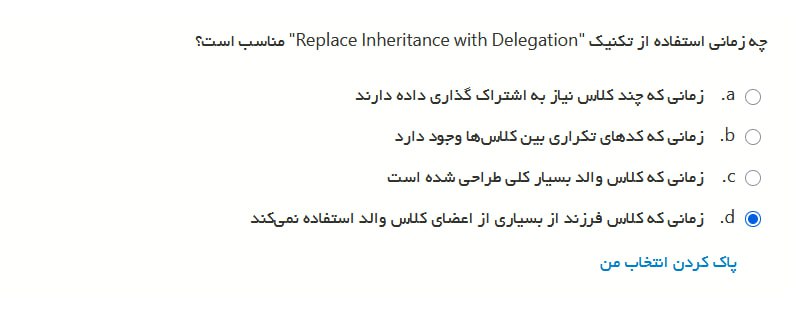 چه زمانی استفاده از تکنیک "Replace Inheritance with Delegation" مناسب است؟
a. زمانی که چند کلاس نیاز به اشتراک گذاری داده دارند
b. زمانی که کدهای تکراری بین کلاس‌ها وجود دارد
c. زمانی که کلاس والد بسیار کلی طراحی شده است
d. زمانی که کلاس فرزند از بسیاری از اعضای کلاس والد استفاده نمی‌کند
پاک کردن انتخاب من